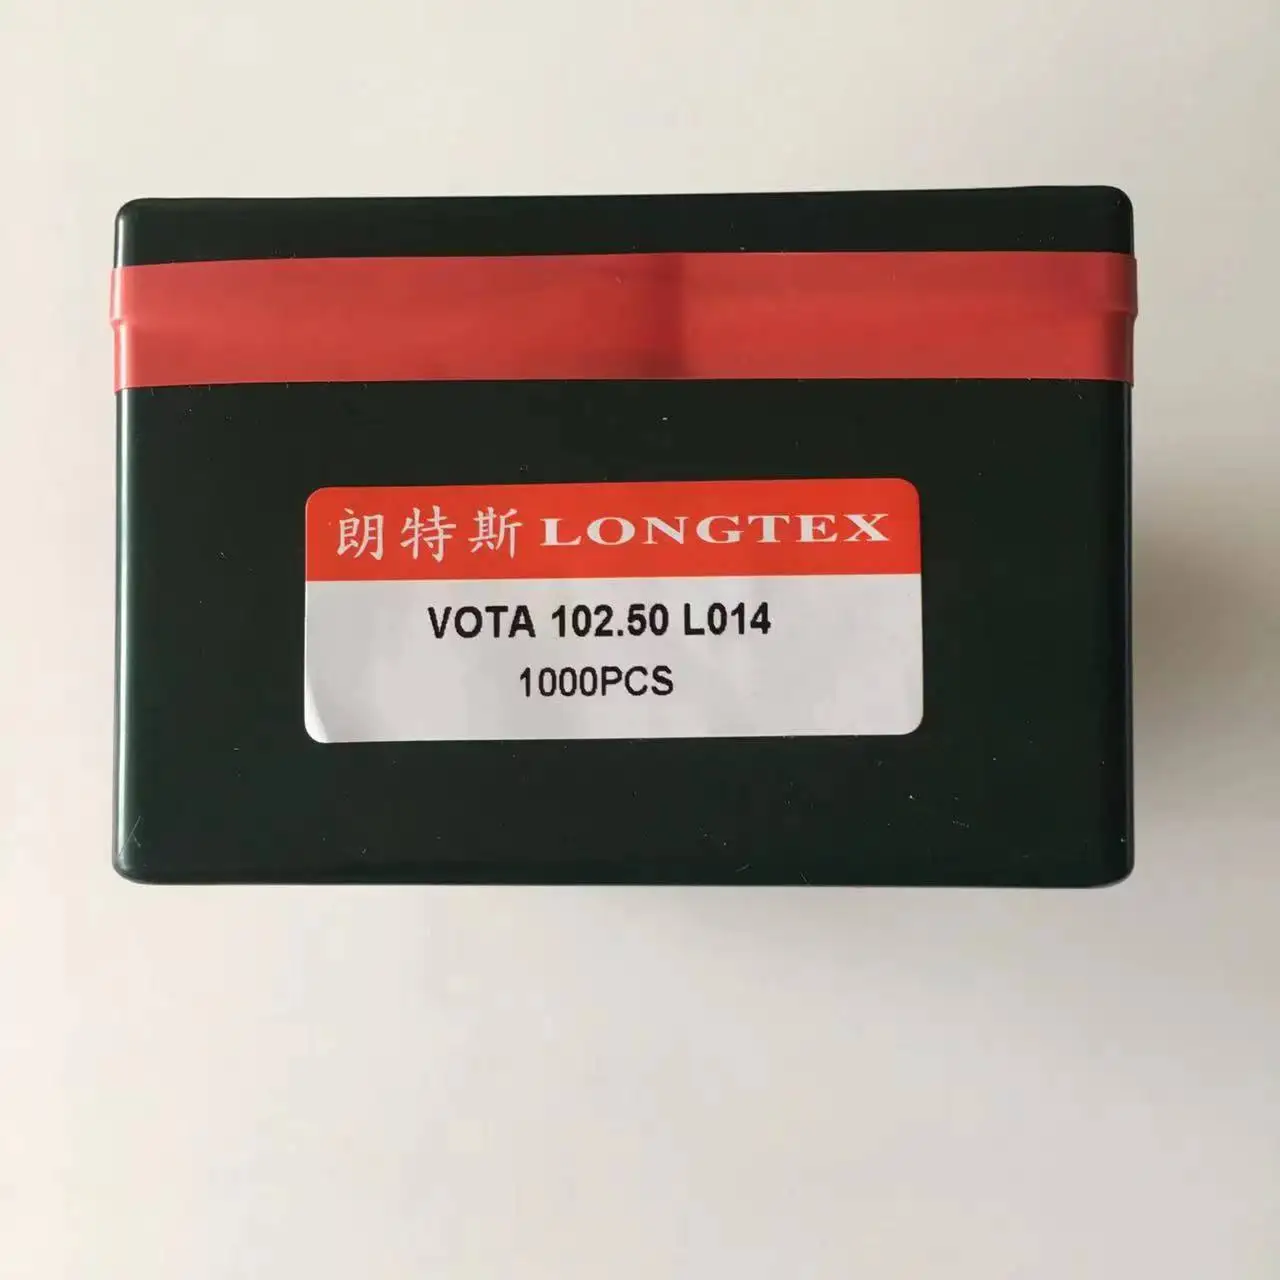 朗特斯 LONGTEX
VOTA 102.50 L014
1000PCS